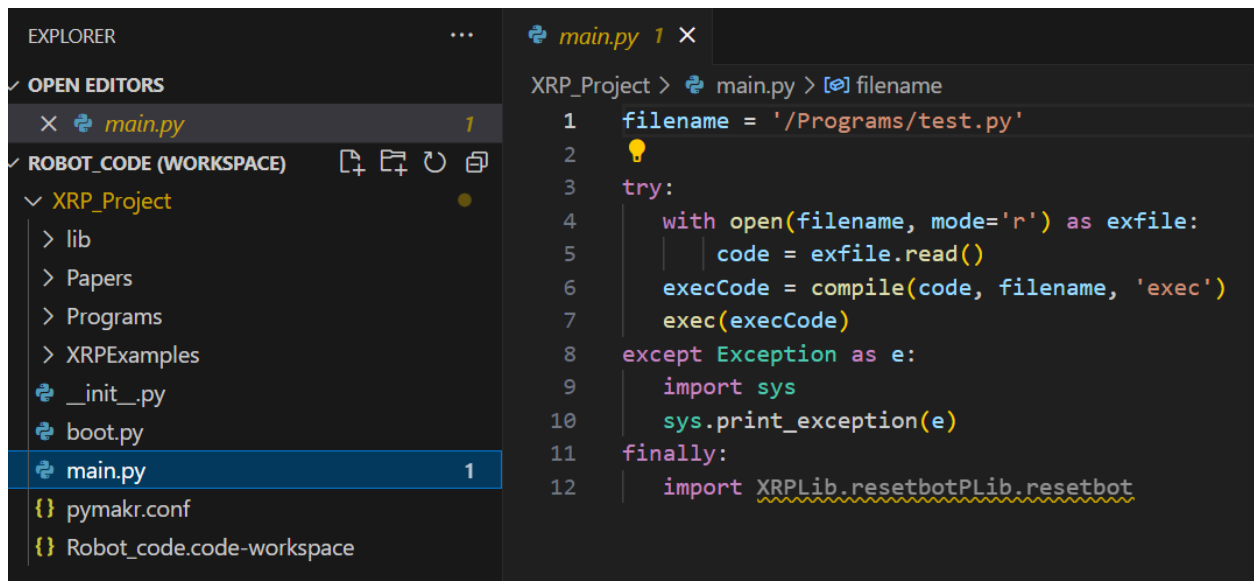 EXPLORER
OPEN EDITORS
main.py 1
ROBOT_CODE (WORKSPACE)
XRP_Project
lib
Papers
Programs
XRPExamples
__init__.py
boot.py
main.py 1
pymakr.conf
Robot_code.code-workspace
main.py 1
XRP_Project > main.py > filename
1 filename = '/Programs/test.py'
2
3 try:
4 with open(filename, mode='r') as exfile:
5 code = exfile.read()
6 execCode = compile(code, filename, 'exec')
7 exec(execCode)
8 except Exception as e:
9 import sys
10 sys.print_exception(e)
11 finally:
12 import XRPLib.resetbotPLib.resetbot